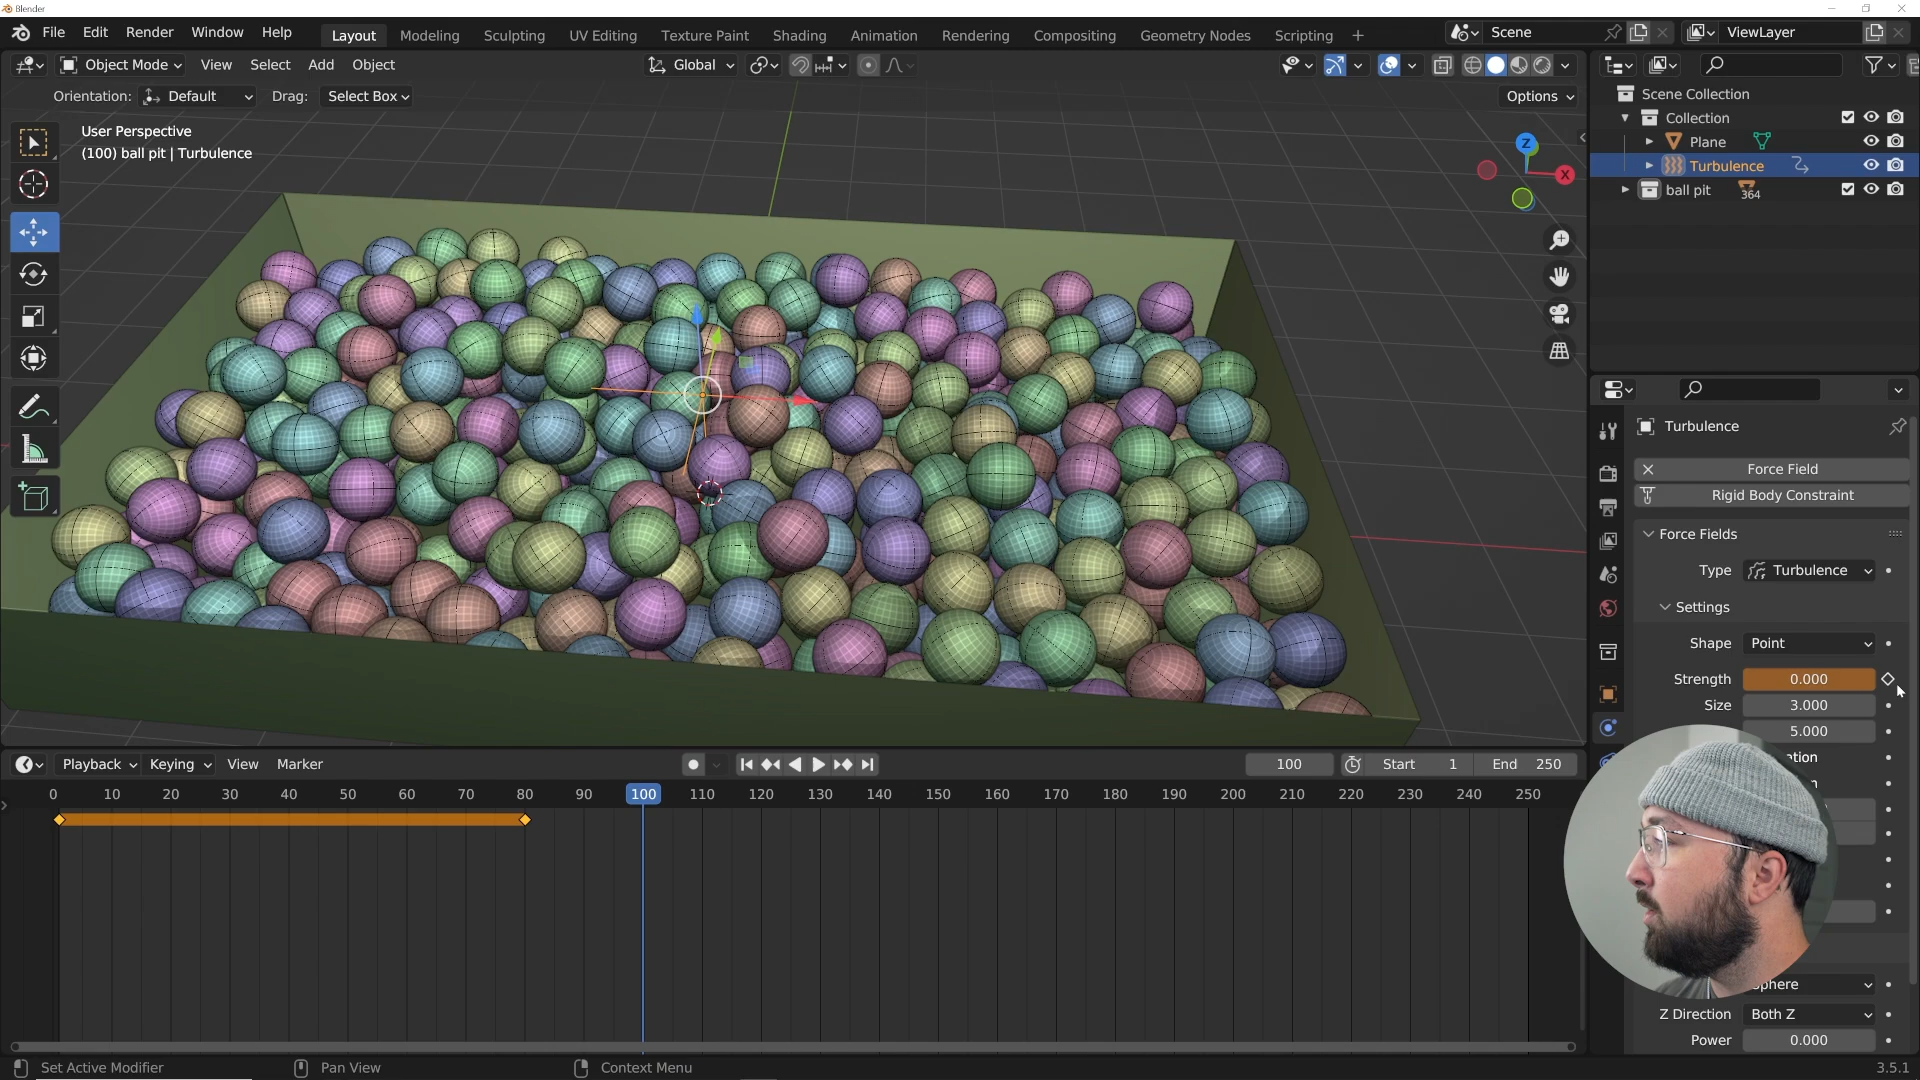 Blender
File Edit Render Window Help Layout Modeling Sculpting UV Editing Texture Paint Shading Animation Rendering Compositing Geometry Nodes Scripting + Scene ViewLayer
Object Mode View Select Add Object Global
Orientation: Default Drag: Select Box Options
User Perspective
(100) ball pit | Turbulence
Z
X
Scene Collection
Collection
Plane
Turbulence
ball pit 364
Turbulence
Force Field
Rigid Body Constraint
Force Fields
Type Turbulence
Settings
Shape Point
Strength 0.000
Size 3.000
5.000
ation
Sphere
Z Direction Both Z
Power 0.000
Playback Keying View Marker 100 Start 1 End 250
0 10 20 30 40 50 60 70 80 90 100 110 120 130 140 150 160 170 180 190 200 210 220 230 240 250
Set Active Modifier Pan View Context Menu 3.5.1